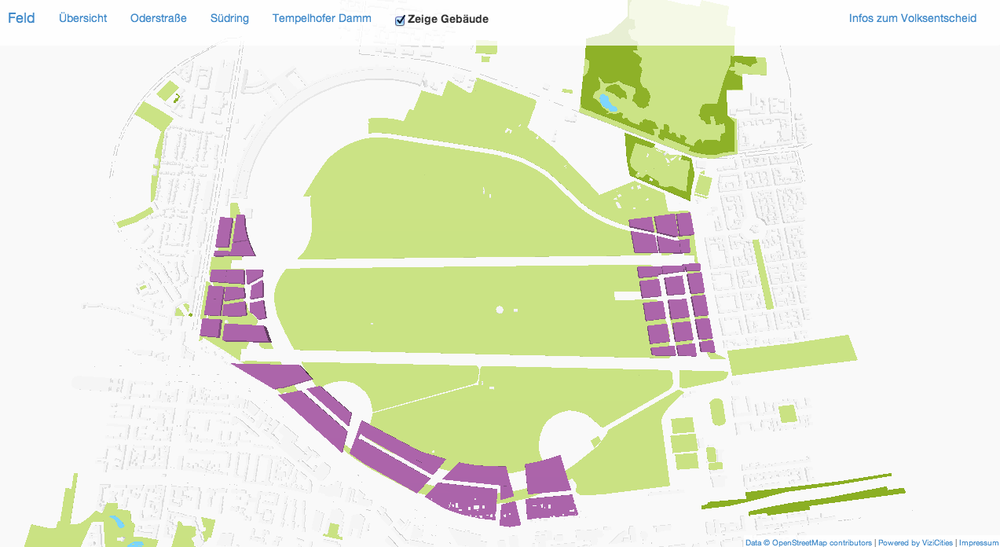 Feld Übersicht Oderstraße Südring Tempelhofer Damm Zeige Gebäude Infos zum Volksentscheid
Data © OpenStreetMap contributors | Powered by ViziCities | Impressum